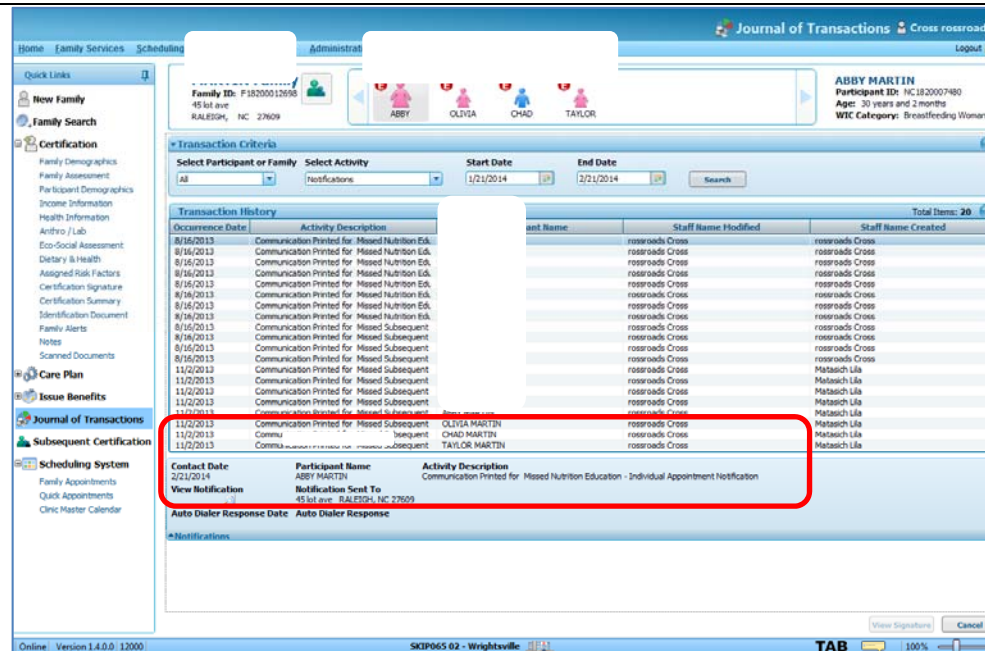 Journal of Transactions Cross rossroad
Home Family Services Scheduling Administrat
Logout
Quick Links
New Family
Family Search
Certification
Family Demographics
Family Assessment
Participant Demographics
Income Information
Health Information
Anthro / Lab
Eco-Social Assessment
Dietary & Health
Assigned Risk Factors
Certification Signature
Certification Summary
Identification Document
Family Alerts
Notes
Scanned Documents
Care Plan
Issue Benefits
Journal of Transactions
Subsequent Certification
Scheduling System
Family Appointments
Quick Appointments
Clinic Master Calendar
Family ID: F18200012698
45 lot ave
RALEIGH, NC 27609
ABBY OLIVIA CHAD TAYLOR
ABBY MARTIN
Participant ID: NC1820007480
Age: 30 years and 2 months
WIC Category: Breastfeeding Woman
Transaction Criteria
Select Participant or Family Select Activity Start Date End Date
All Notifications 1/21/2014 2/21/2014 Search
Transaction History Total Items: 20
Occurrence Date Activity Description ant Name Staff Name Modified Staff Name Created
8/16/2013 Communication Printed for Missed Nutrition Edu rossroads Cross rossroads Cross
8/16/2013 Communication Printed for Missed Nutrition Edu rossroads Cross rossroads Cross
8/16/2013 Communication Printed for Missed Nutrition Edu rossroads Cross rossroads Cross
8/16/2013 Communication Printed for Missed Nutrition Edu rossroads Cross rossroads Cross
8/16/2013 Communication Printed for Missed Nutrition Edu rossroads Cross rossroads Cross
8/16/2013 Communication Printed for Missed Nutrition Edu rossroads Cross rossroads Cross
8/16/2013 Communication Printed for Missed Nutrition Edu rossroads Cross rossroads Cross
8/16/2013 Communication Printed for Missed Nutrition Edu rossroads Cross rossroads Cross
8/16/2013 Communication Printed for Missed Subsequent rossroads Cross rossroads Cross
8/16/2013 Communication Printed for Missed Subsequent rossroads Cross rossroads Cross
8/16/2013 Communication Printed for Missed Subsequent rossroads Cross rossroads Cross
8/16/2013 Communication Printed for Missed Subsequent rossroads Cross rossroads Cross
11/2/2013 Communication Printed for Missed Subsequent rossroads Cross Matasich Lila
11/2/2013 Communication Printed for Missed Subsequent rossroads Cross Matasich Lila
11/2/2013 Communication Printed for Missed Subsequent rossroads Cross Matasich Lila
11/2/2013 Communication Printed for Missed Subsequent rossroads Cross Matasich Lila
11/2/2013 Communication Printed for Missed Subsequent rossroads Cross Matasich Lila
11/2/2013 Communication Printed for Missed Subsequent OLIVIA MARTIN rossroads Cross Matasich Lila
11/2/2013 Commu bsequent CHAD MARTIN rossroads Cross Matasich Lila
11/2/2013 Communication Printed for Missed Subsequent TAYLOR MARTIN rossroads Cross Matasich Lila
Contact Date Participant Name Activity Description
2/21/2014 ABBY MARTIN Communication Printed for Missed Nutrition Education - Individual Appointment Notification
View Notification Notification Sent To
45 lot ave RALEIGH, NC 27609
Auto Dialer Response Date Auto Dialer Response
Notifications
View Signature Cancel
Online Version 1.4.0.0 12000 SKIP065 02 - Wrightsville TAB 100%